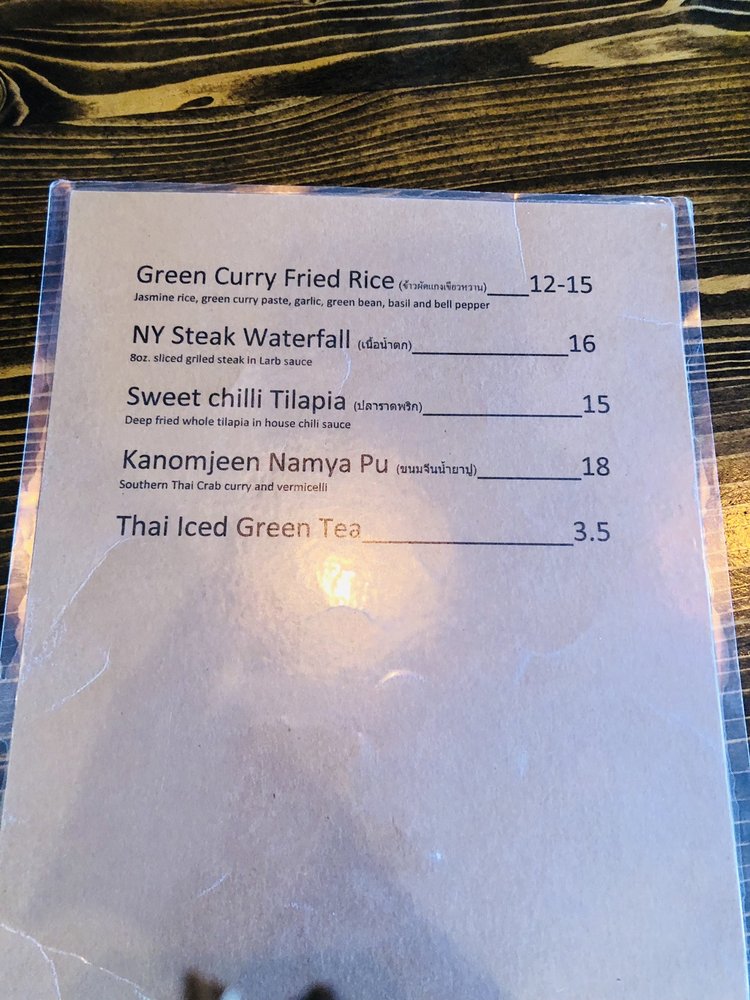 Green Curry Fried Rice (ข้าวผัดแกงเขียวหวาน)____12-15
Jasmine rice, green curry paste, garlic, green bean, basil and bell pepper
NY Steak Waterfall (เนื้อน้ำตก)_______________16
8oz. sliced griled steak in Larb sauce
Sweet chilli Tilapia (ปลาราดพริก)_______________15
Deep fried whole tilapia in house chili sauce
Kanomjeen Namya Pu (ขนมจีนน้ำยาปู)__________18
Southern Thai Crab curry and vermicelli
Thai Iced Green Tea____________________3.5